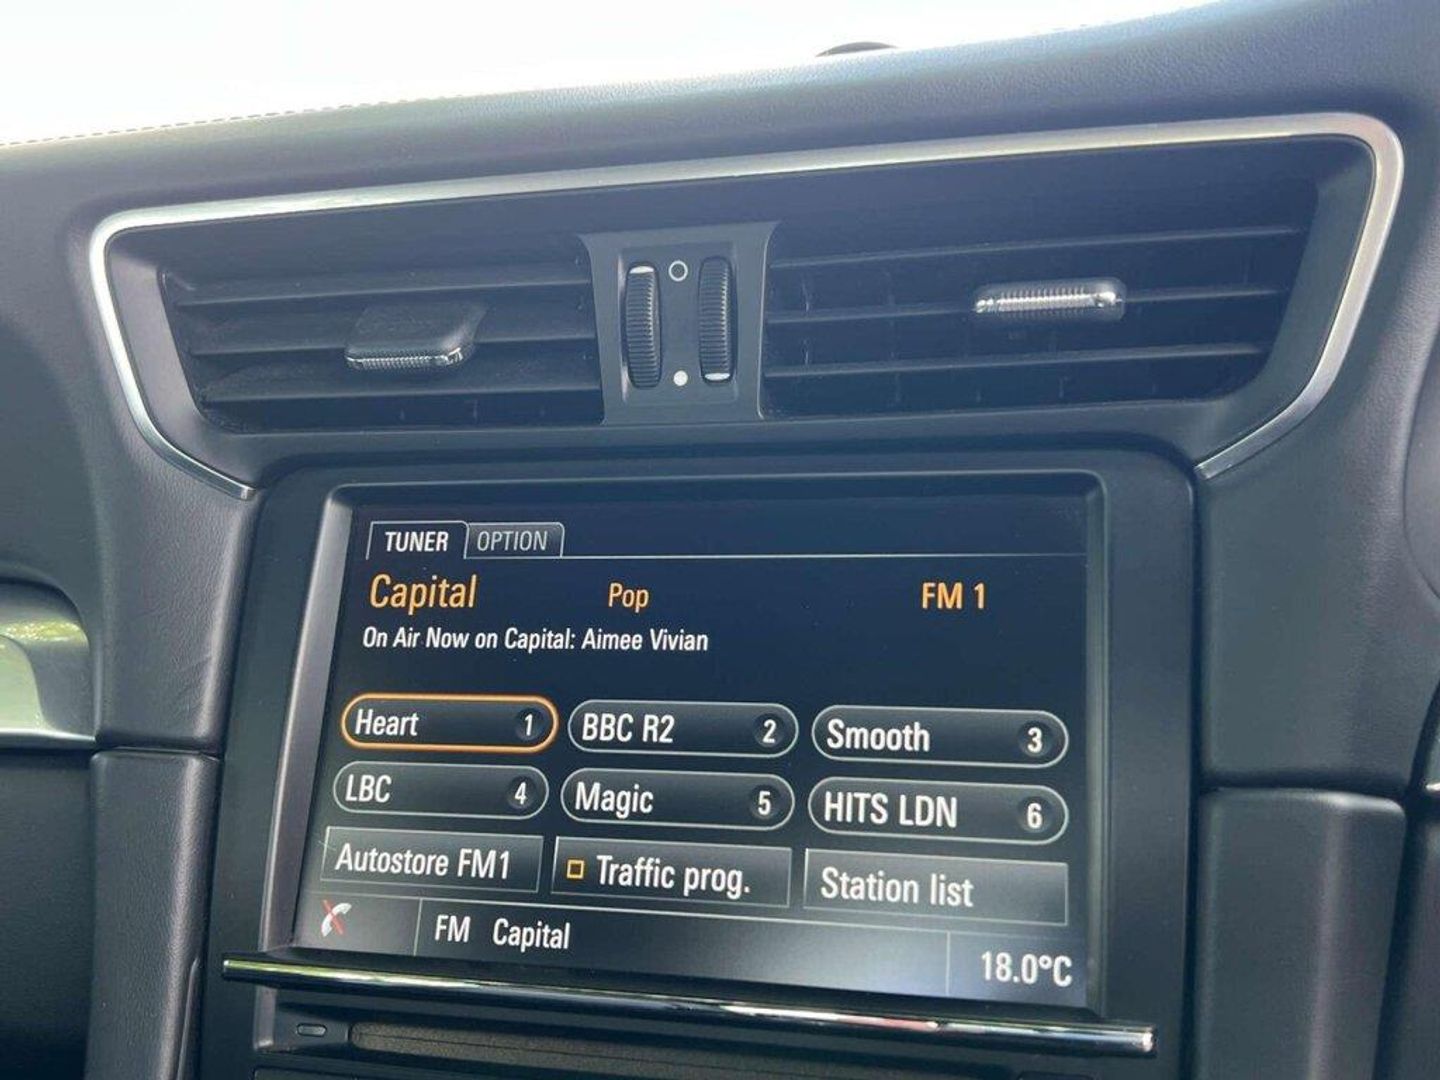 TUNER OPTION
Capital Pop FM 1
On Air Now on Capital: Aimee Vivian
Heart 1 BBC R2 2 Smooth 3
LBC 4 Magic 5 HITS LDN 6
Autostore FM1 Traffic prog. Station list
FM Capital 18.0°C